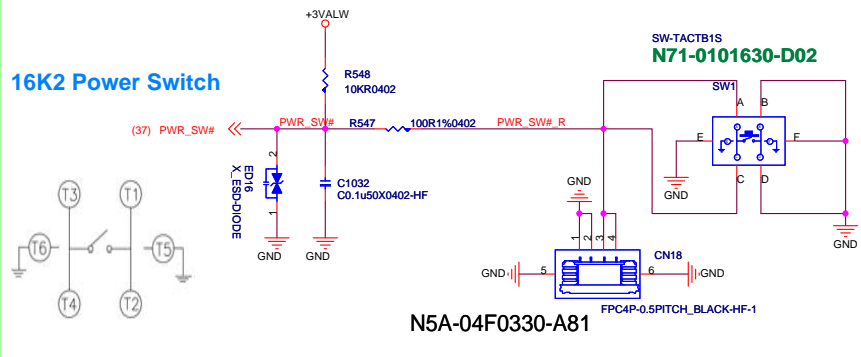 +3VALW
SW-TACTB1S
N71-0101630-D02
16K2 Power Switch
R548
10KR0402
SW1
A
B
(37) PWR_SW#
PWR_SW#
R547
100R1%0402
PWR_SW#_R
E
F
2
1
ED16
X_ESD-DIODE
C1032
C0.1u50X0402-HF
C
D
GND
GND
T3
T1
GND
1
2
3
4
T6
T5
GND
GND
CN18
GND
5
6
GND
T4
T2
FPC4P-0.5PITCH_BLACK-HF-1
N5A-04F0330-A81